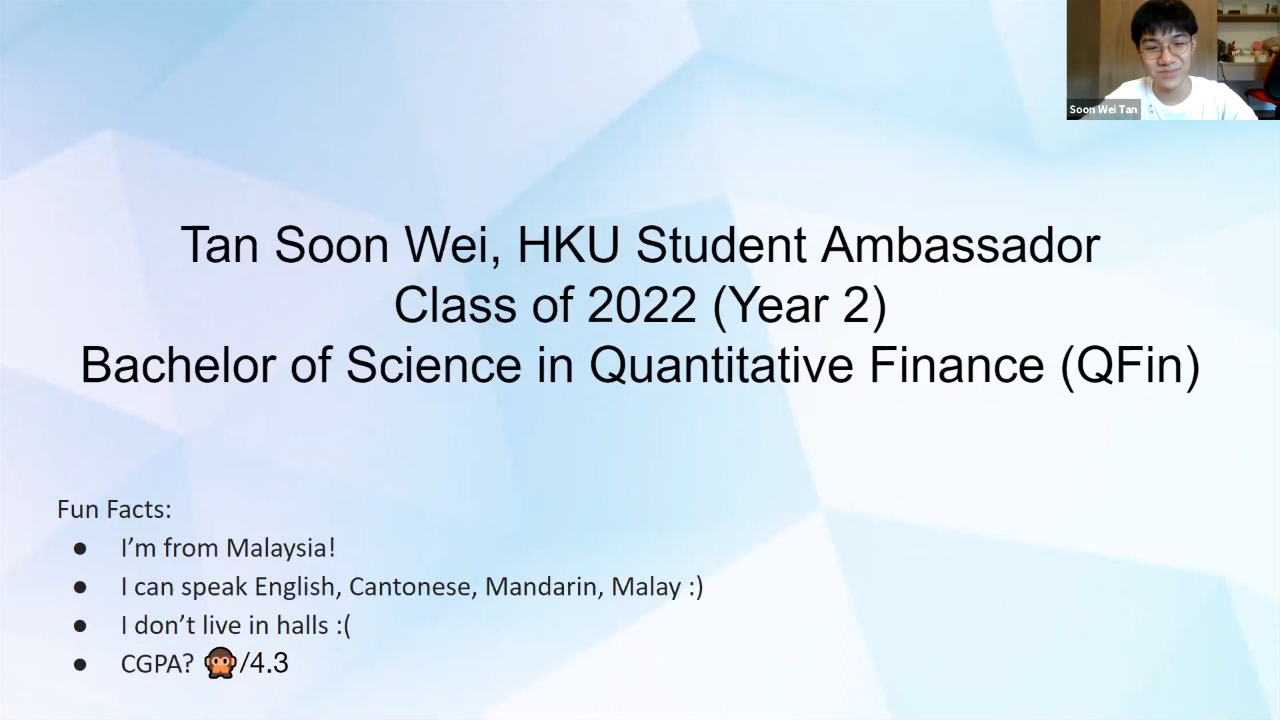 Soon Wei Tan
Tan Soon Wei, HKU Student Ambassador
Class of 2022 (Year 2)
Bachelor of Science in Quantitative Finance (QFin)
Fun Facts:
● I’m from Malaysia!
● I can speak English, Cantonese, Mandarin, Malay :)
● I don’t live in halls :(
● CGPA? 🙊/4.3